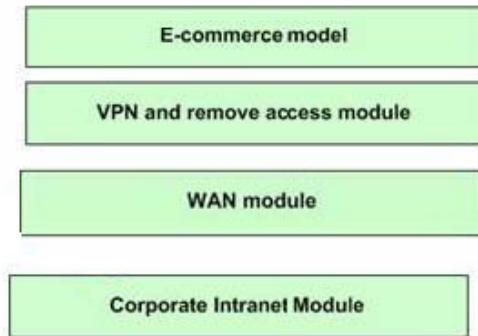 E-commerce model
VPN and remove access module
WAN module
Corporate Intranet Module